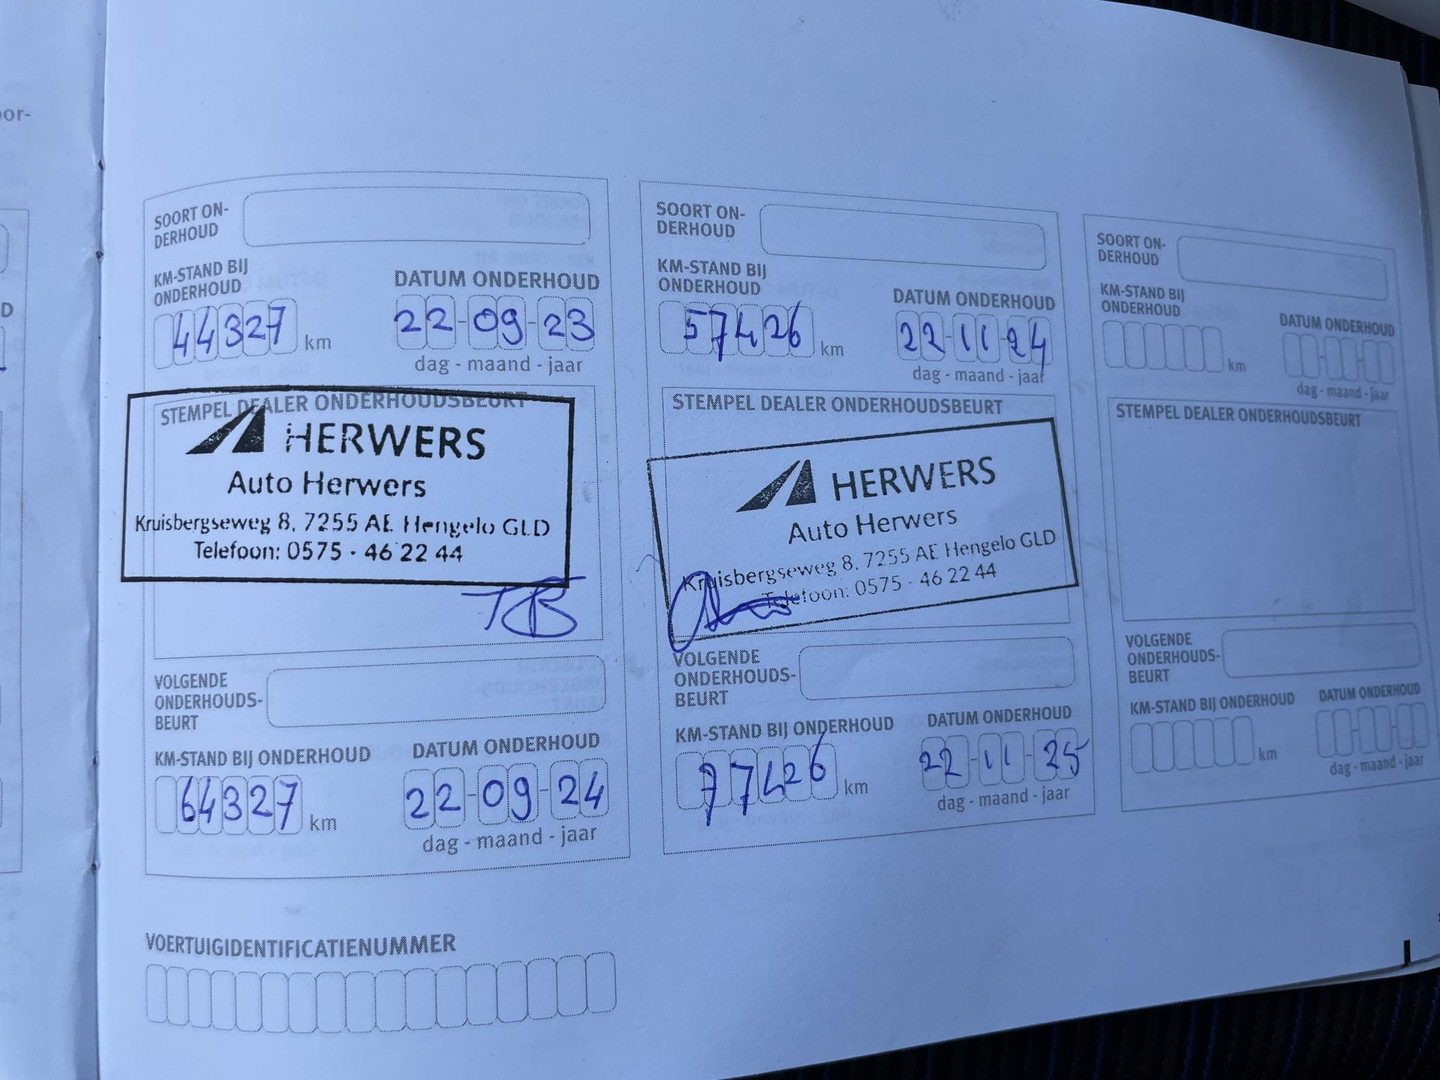 oor-
D
SOORT ON-
DERHOUD
KM-STAND BIJ
ONDERHOUD
DATUM ONDERHOUD
44327 km
22-09-23
dag - maand - jaar
STEMPEL DEALER ONDERHOUDSBEURT
HERWERS
Auto Herwers
Kruisbergseweg 8, 7255 AE Hengelo GLD
Telefoon: 0575 - 46 22 44
VOLGENDE
ONDERHOUDS-
BEURT
KM-STAND BIJ ONDERHOUD
DATUM ONDERHOUD
64327 km
22-09-24
dag - maand - jaar
SOORT ON-
DERHOUD
KM-STAND BIJ
ONDERHOUD
DATUM ONDERHOUD
57426 km
22-11-24
dag - maand - jaar
STEMPEL DEALER ONDERHOUDSBEURT
HERWERS
Auto Herwers
Kruisbergseweg 8, 7255 AE Hengelo GLD
Telefoon: 0575 - 46 22 44
VOLGENDE
ONDERHOUDS-
BEURT
KM-STAND BIJ ONDERHOUD
DATUM ONDERHOUD
77426 km
22-11-25
dag - maand - jaar
SOORT ON-
DERHOUD
KM-STAND BIJ
ONDERHOUD
DATUM ONDERHOUD
km
dag - maand - jaar
STEMPEL DEALER ONDERHOUDSBEURT
VOLGENDE
ONDERHOUDS-
BEURT
KM-STAND BIJ ONDERHOUD
DATUM ONDERHOUD
km
dag - maand - jaar
VOERTUIGIDENTIFICATIENUMMER